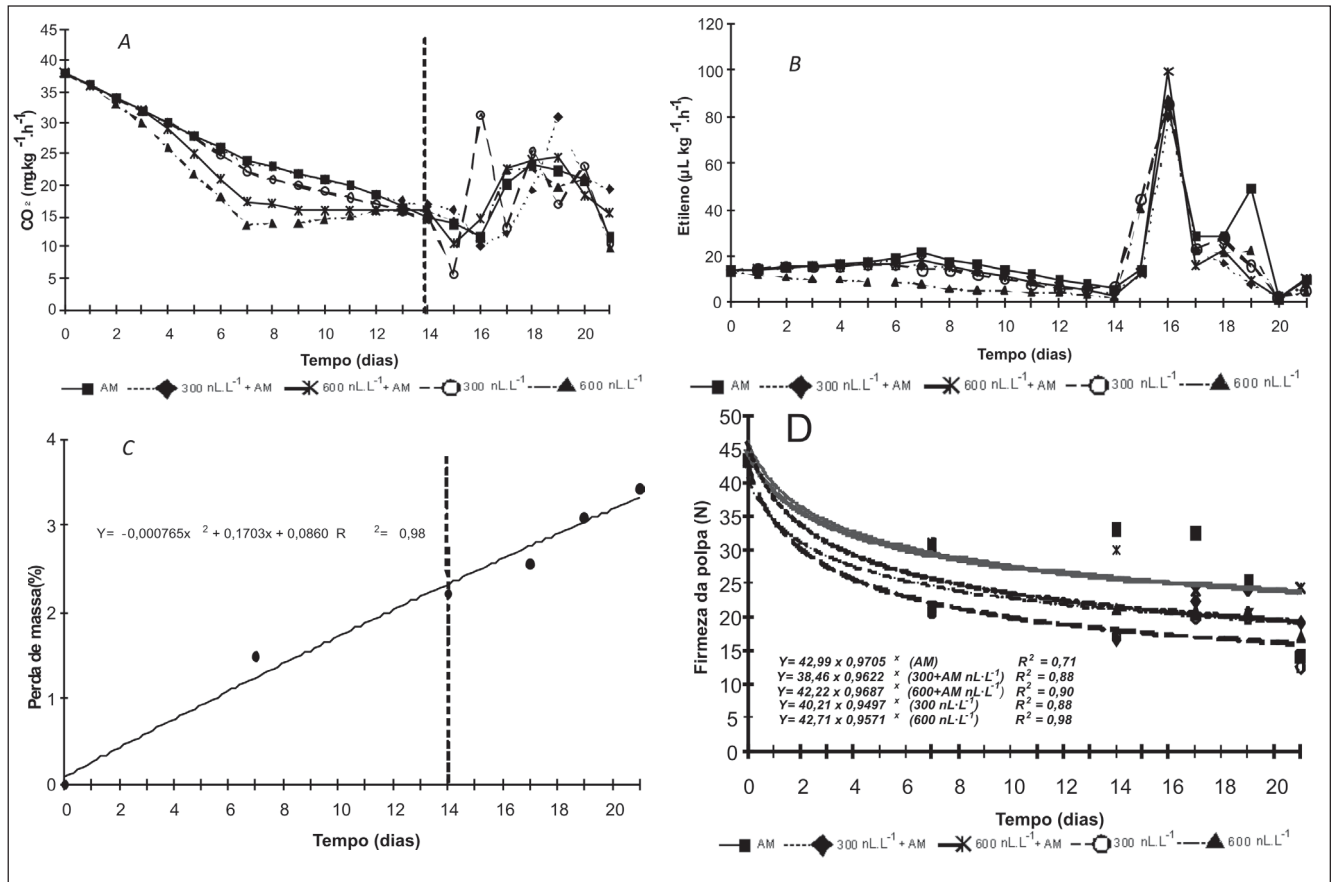 A
CO 2 (mg.kg -1.h-1)
45
40
35
30
25
20
15
10
5
0
0 2 4 6 8 10 12 14 16 18 20
Tempo (dias)
AM 300 nL.L-1 + AM 600 nL.L-1 + AM 300 nL.L-1 600 nL.L-1
B
Etileno (µL kg -1.h-1)
120
100
80
60
40
20
0
0 2 4 6 8 10 12 14 16 18 20
Tempo (dias)
AM 300 nL.L-1 + AM 600 nL.L-1 + AM 300 nL.L-1 600 nL.L-1
C
Perda de massa(%)
4
3
2
1
0
Y= -0,000765x 2 + 0,1703x + 0,0860 R 2= 0,98
0 2 4 6 8 10 12 14 16 18 20
Tempo (dias)
D
Firmeza da polpa (N)
50
45
40
35
30
25
20
15
10
5
0
Y= 42,99 x 0,9705 x (AM) R2 = 0,71
Y= 38,46 x 0,9622 x (300+AM nL·L-1) R2 = 0,88
Y= 42,22 x 0,9687 x (600+AM nL·L-1) R2 = 0,90
Y= 40,21 x 0,9497 x (300 nL·L-1) R2 = 0,88
Y= 42,71 x 0,9571 x (600 nL·L-1) R2 = 0,98
0 2 4 6 8 10 12 14 16 18 20
Tempo (dias)
AM 300 nL.L-1 + AM 600 nL.L-1 + AM 300 nL.L-1 600 nL.L-1